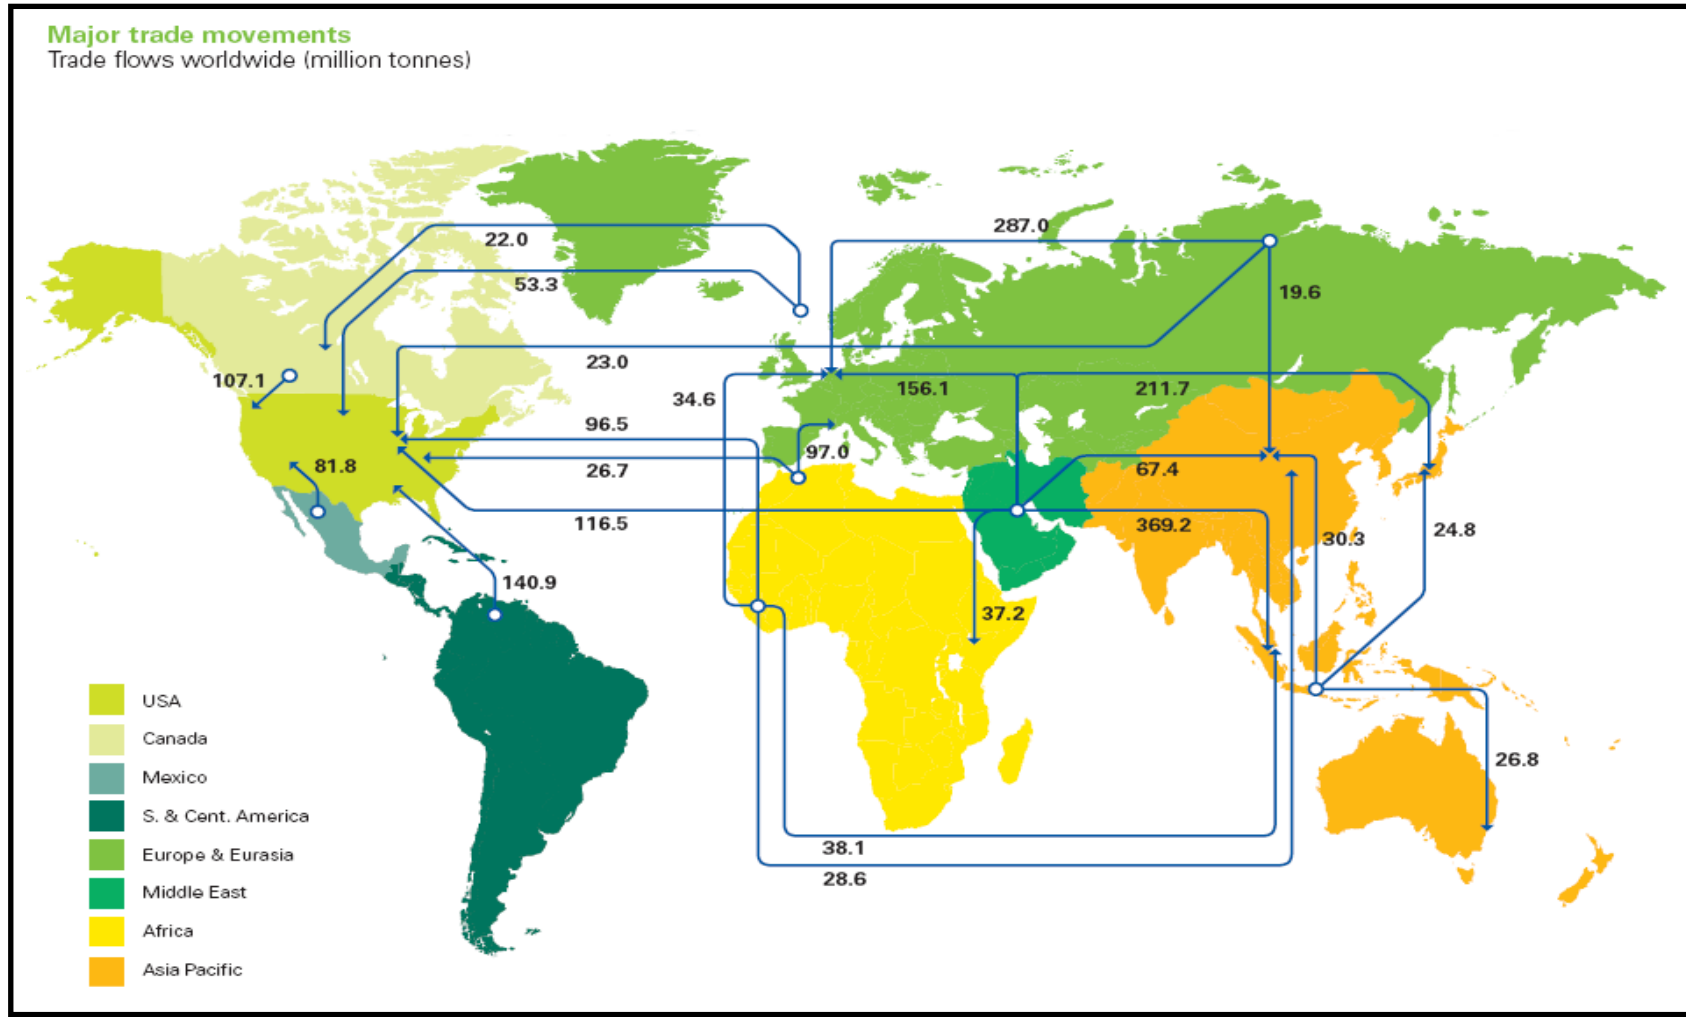 Major trade movements
Trade flows worldwide (million tonnes)
22.0
287.0
53.3
19.6
23.0
107.1
34.6
156.1
211.7
96.5
97.0
81.8
26.7
67.4
116.5
369.2
30.3
24.8
140.9
37.2
26.8
38.1
28.6
USA
Canada
Mexico
S. & Cent. America
Europe & Eurasia
Middle East
Africa
Asia Pacific